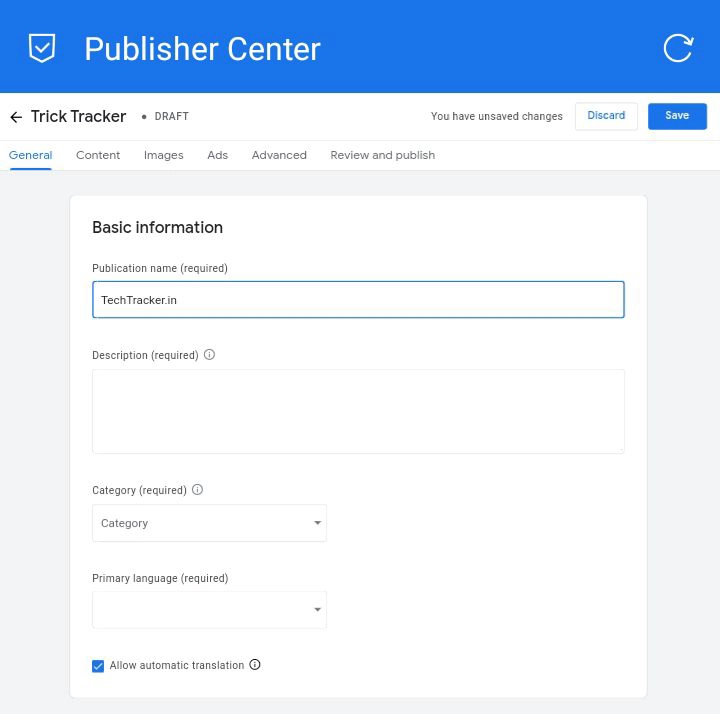 Publisher Center
Trick Tracker • DRAFT You have unsaved changes Discard Save
General Content Images Ads Advanced Review and publish
Basic information
Publication name (required)
TechTracker.in
Description (required)
Category (required)
Category
Primary language (required)
Allow automatic translation